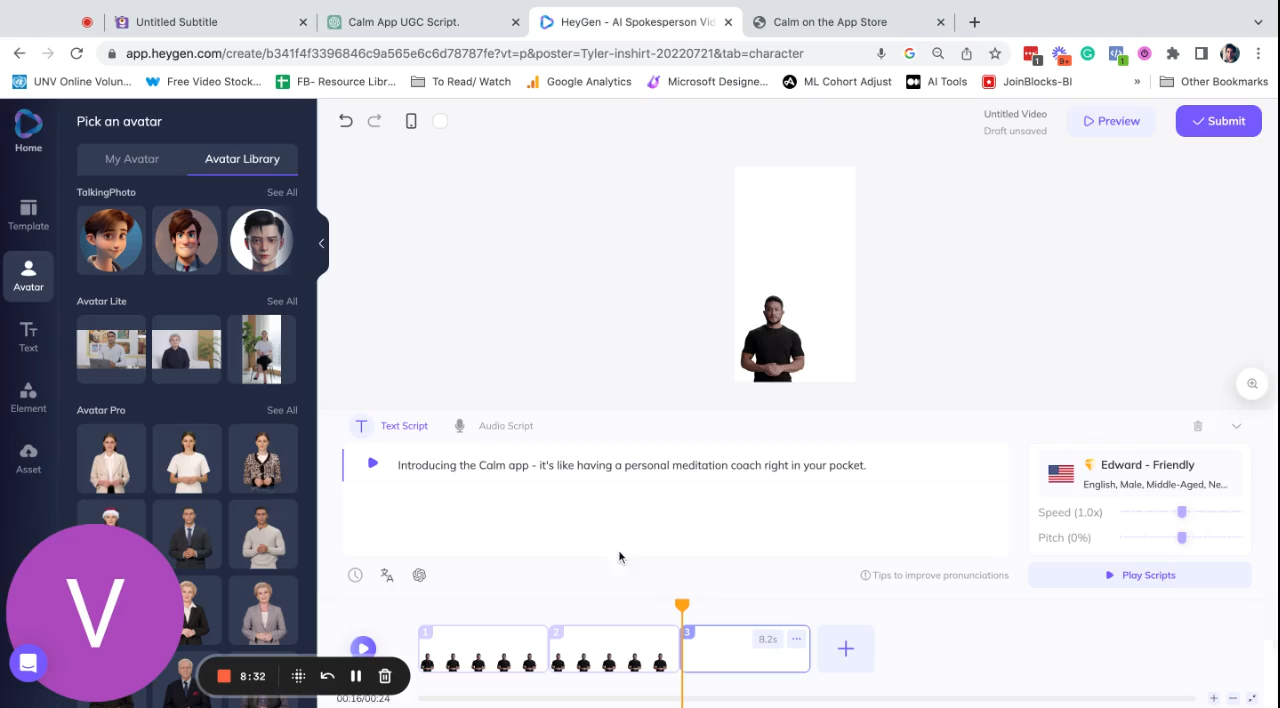 Untitled Subtitle
Calm App UGC Script.
HeyGen - AI Spokesperson Vid
Calm on the App Store
app.heygen.com/create/b341f4f3396846c9a565e6c6d78787fe?vt=p&poster=Tyler-inshirt-20220721&tab=character
1
9+
1
UNV Online Volun...
Free Video Stock...
FB- Resource Libr...
To Read/ Watch
Google Analytics
Microsoft Designe...
ML Cohort Adjust
AI Tools
JoinBlocks-BI
»
Other Bookmarks
Home
Template
Avatar
Text
Element
Asset
Pick an avatar
My Avatar
Avatar Library
TalkingPhoto
See All
Avatar Lite
See All
Avatar Pro
See All
V
8:32
Untitled Video
Draft unsaved
Preview
Submit
T Text Script
Audio Script
Introducing the Calm app - it's like having a personal meditation coach right in your pocket.
Edward - Friendly
English, Male, Middle-Aged, Ne...
Speed (1.0x)
Pitch (0%)
Tips to improve pronunciations
Play Scripts
1
2
3
8.2s
...
00:16/00:24